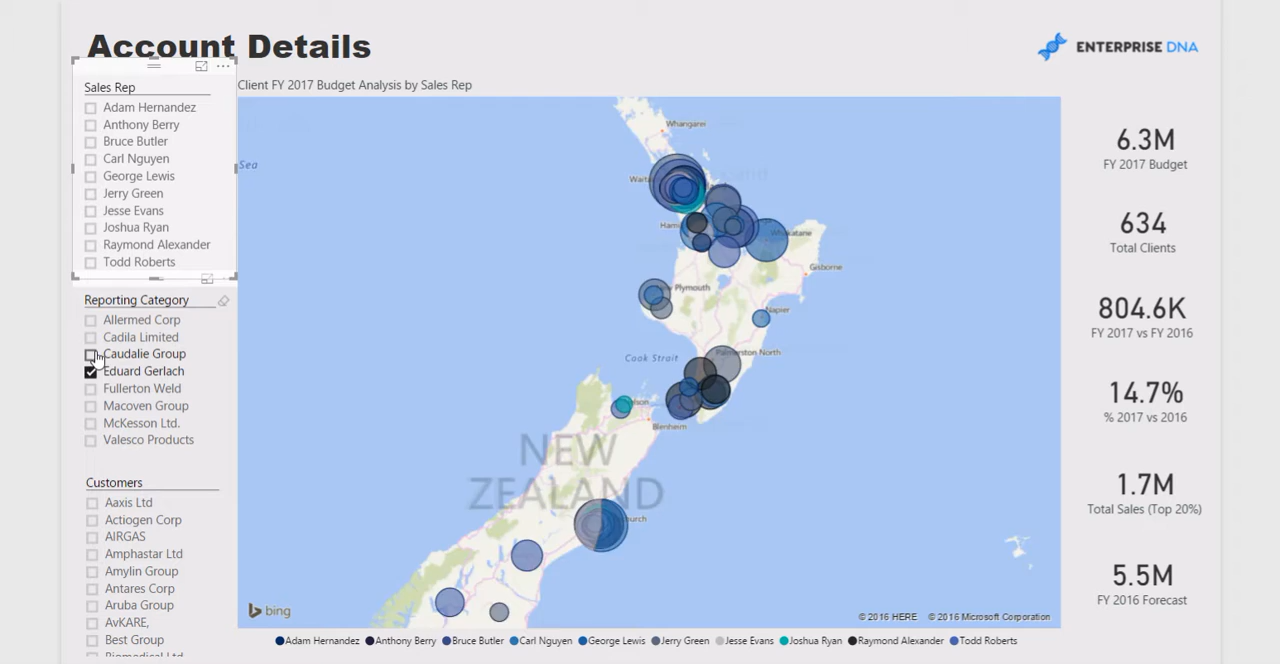 Account Details
ENTERPRISE DNA
Sales Rep
Adam Hernandez
Anthony Berry
Bruce Butler
Carl Nguyen
George Lewis
Jerry Green
Jesse Evans
Joshua Ryan
Raymond Alexander
Todd Roberts
Reporting Category
Allermed Corp
Cadila Limited
Caudalie Group
Eduard Gerlach
Fullerton Weld
Macoven Group
McKesson Ltd.
Valesco Products
Customers
Aaxis Ltd
Actiogen Corp
AIRGAS
Amphastar Ltd
Amylin Group
Antares Corp
Aruba Group
AvKARE,
Best Group
Biomedical Ltd
Client FY 2017 Budget Analysis by Sales Rep
Sea
Whangarei
Whakatane
Gisborne
New Plymouth
Napier
Palmerston North
Cook Strait
Blenheim
NEW
ZEALAND
bing
© 2016 HERE © 2016 Microsoft Corporation
Adam Hernandez Anthony Berry Bruce Butler Carl Nguyen George Lewis Jerry Green Jesse Evans Joshua Ryan Raymond Alexander Todd Roberts
6.3M
FY 2017 Budget
634
Total Clients
804.6K
FY 2017 vs FY 2016
14.7%
% 2017 vs 2016
1.7M
Total Sales (Top 20%)
5.5M
FY 2016 Forecast